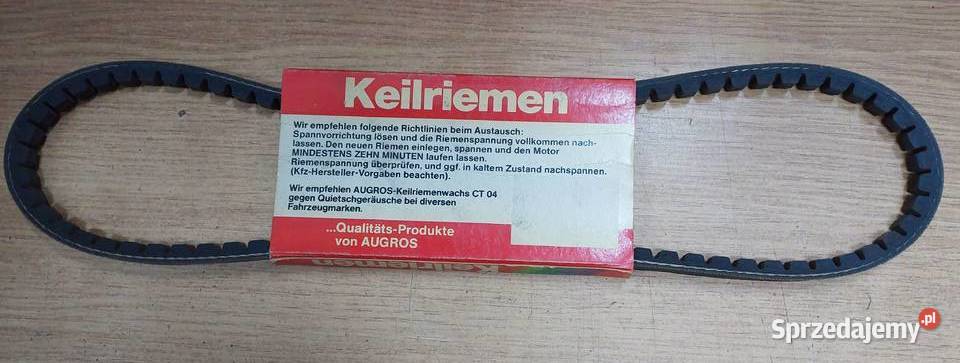 Keilriemen
Wir empfehlen folgende Richtlinien beim Austausch:
Spannvorrichtung lösen und die Riemenspannung vollkommen nach-
lassen. Den neuen Riemen einlegen, spannen und den Motor
MINDESTENS ZEHN MINUTEN laufen lassen.
Riemenspannung überprüfen, und ggf. in kaltem Zustand nachspannen.
(Kfz-Hersteller-Vorgaben beachten).
Wir empfehlen AUGROS-Keilriemenwachs CT 04
gegen Quietschgeräusche bei diversen
Fahrzeugmarken.
...Qualitäts-Produkte
von AUGROS
Keilriemen
Sprzedajemy.pl